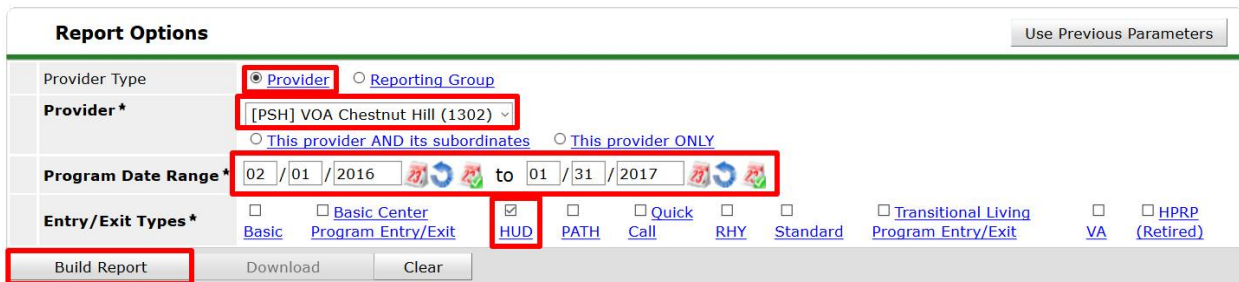 Report Options Use Previous Parameters
Provider Type Provider Reporting Group
Provider* [PSH] VOA Chestnut Hill (1302)
This provider AND its subordinates This provider ONLY
Program Date Range* 02 / 01 / 2016 to 01 / 31 / 2017
Entry/Exit Types* Basic Basic Center Program Entry/Exit HUD PATH Quick Call RHY Standard Transitional Living Program Entry/Exit VA HPRP (Retired)
Build Report Download Clear